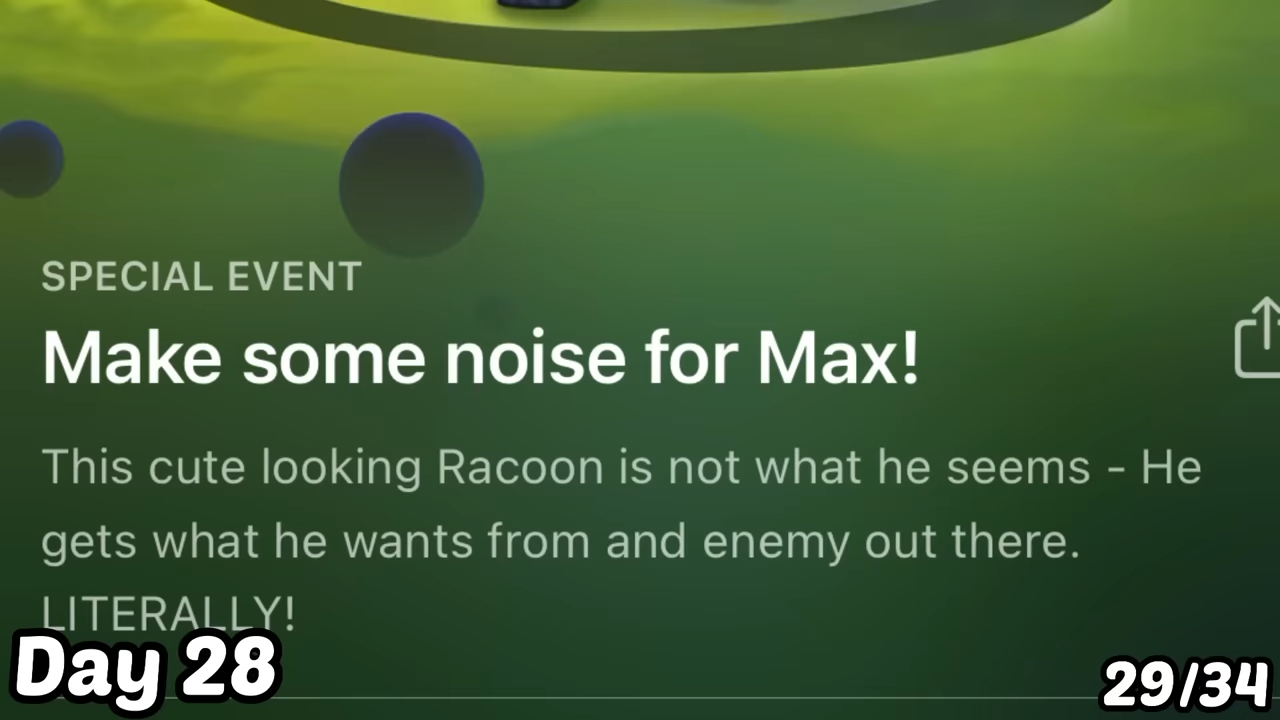 SPECIAL EVENT
Make some noise for Max!
This cute looking Racoon is not what he seems - He
gets what he wants from and enemy out there.
LITERALLY!
Day 28
29/34